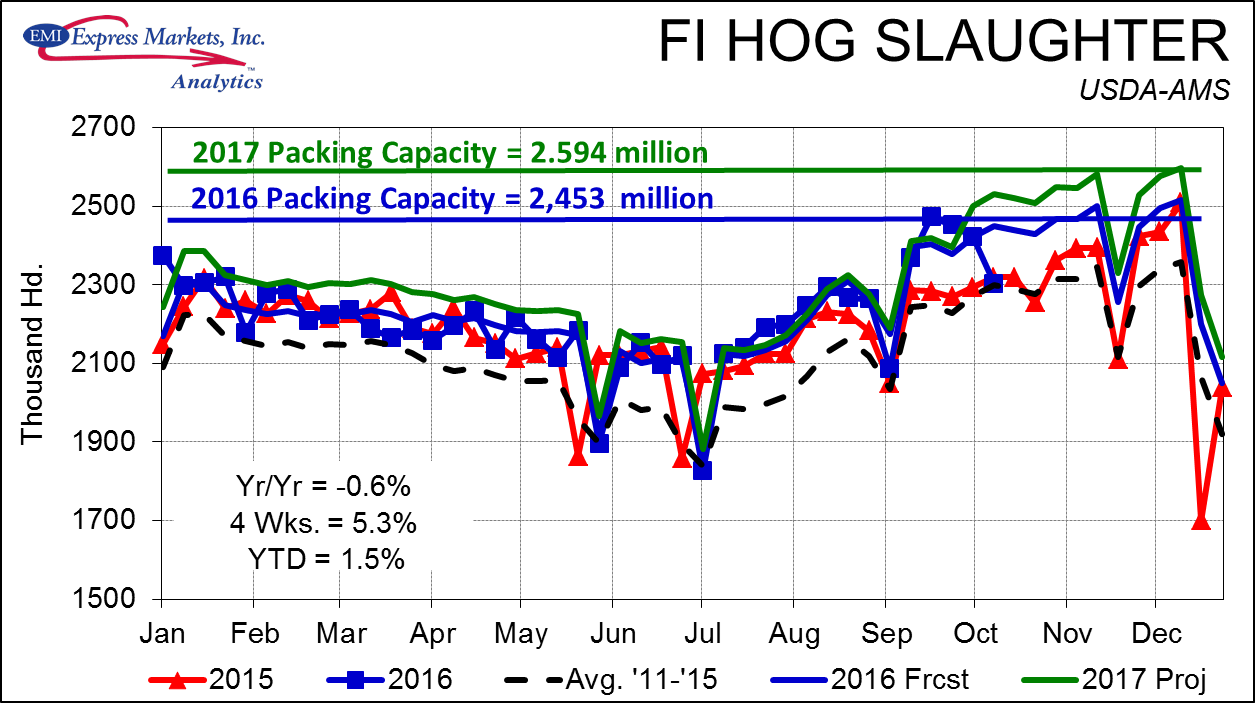 EMI Express Markets, Inc.
Analytics™
FI HOG SLAUGHTER
USDA-AMS
2700
2500
2300
2100
1900
1700
1500
Thousand Hd.
2017 Packing Capacity = 2.594 million
2016 Packing Capacity = 2,453 million
Yr/Yr = -0.6%
4 Wks. = 5.3%
YTD = 1.5%
Jan Feb Mar Apr May Jun Jul Aug Sep Oct Nov Dec
2015 2016 Avg. '11-'15 2016 Frcst 2017 Proj